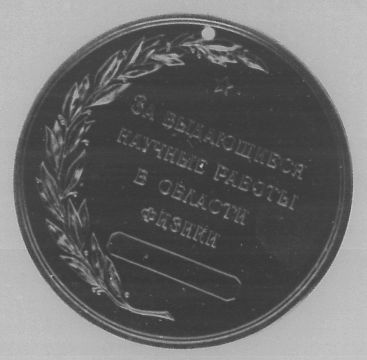 ЗА ВЫДАЮЩИЕСЯ
НАУЧНЫЕ РАБОТЫ
В ОБЛАСТИ
ФИЗИКИ